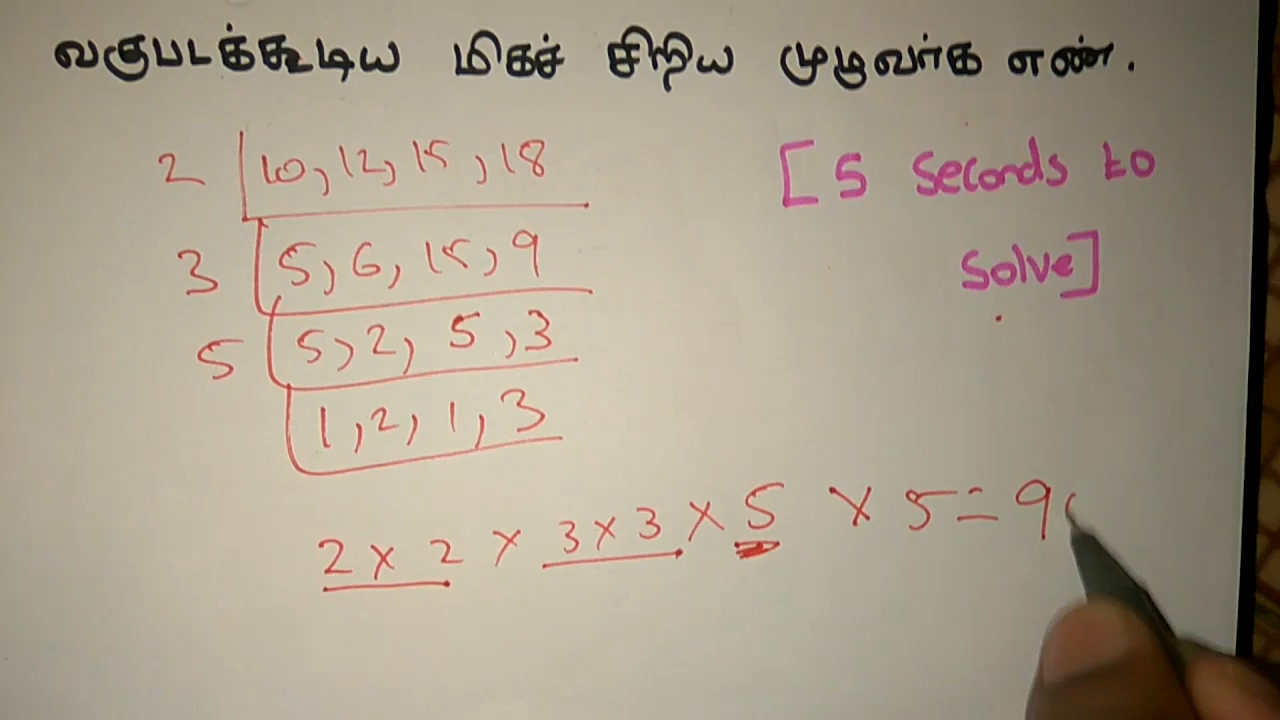 வகுபடக்கூடிய மிகச் சிறிய முழுவர்க எண்.
2 10, 12, 15, 18
[5 Seconds to
3 5, 6, 15, 9
Solve]
5 5, 2, 5, 3
1, 2, 1, 3
2 x 2 x 3 x 3 x 5 x 5 = 90